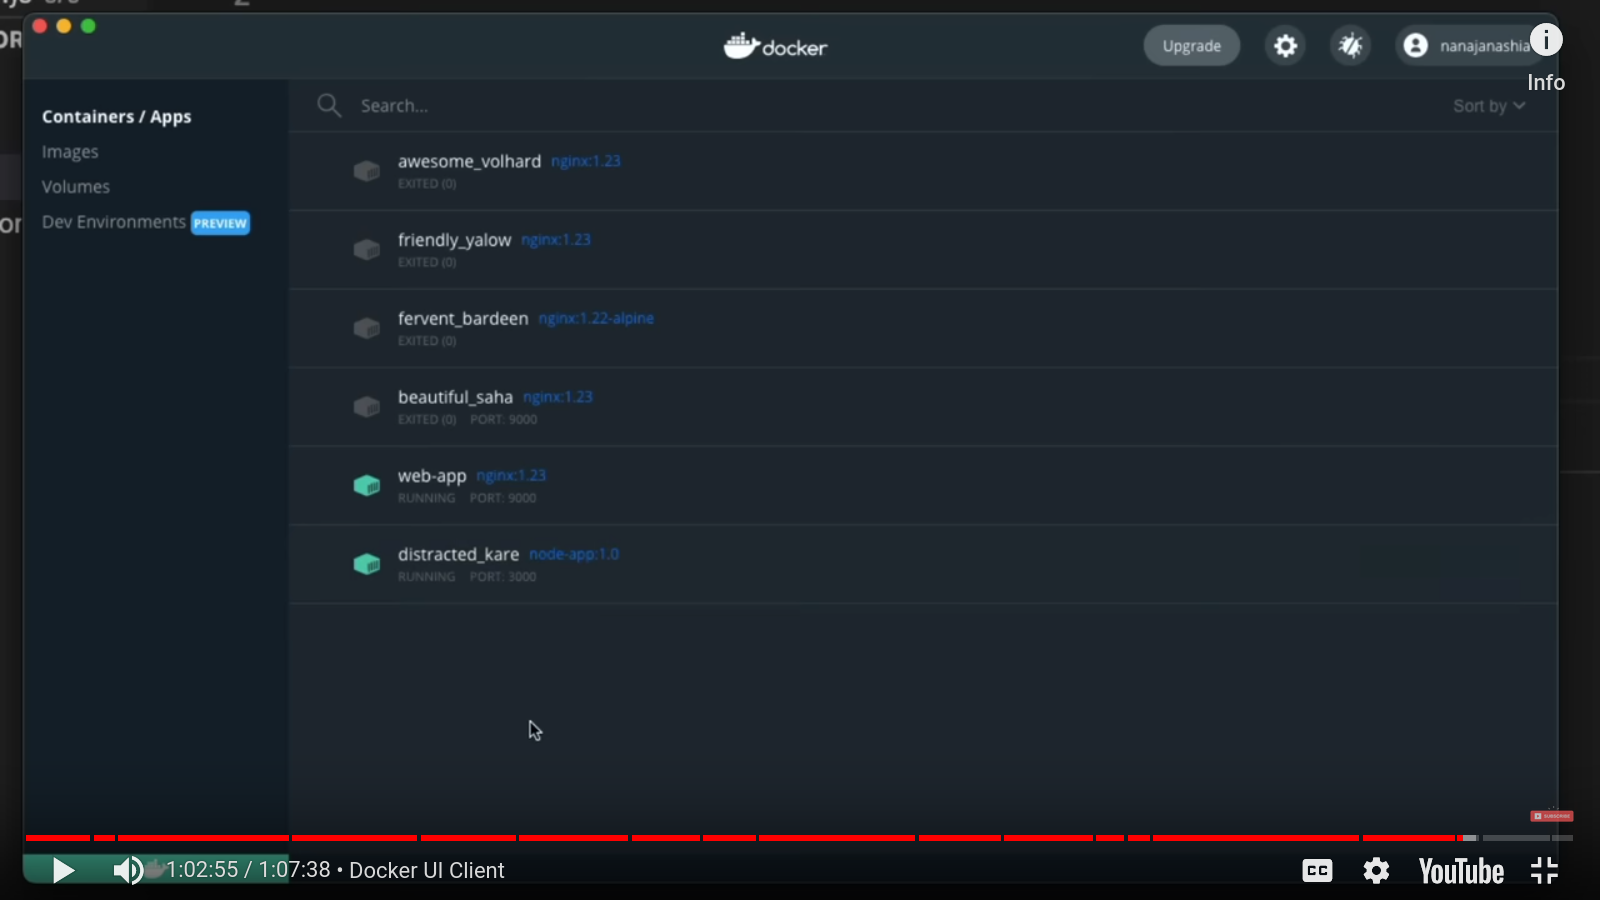 docker
Upgrade
nanajanashia
Info
Containers / Apps
Images
Volumes
Dev Environments PREVIEW
Search...
Sort by
awesome_volhard nginx:1.23
EXITED (0)
friendly_yalow nginx:1.23
EXITED (0)
fervent_bardeen nginx:1.22-alpine
EXITED (0)
beautiful_saha nginx:1.23
EXITED (0) PORT: 9000
web-app nginx:1.23
RUNNING PORT: 9000
distracted_kare node-app:1.0
RUNNING PORT: 3000
SUBSCRIBE
1:02:55 / 1:07:38 • Docker UI Client
CC
YouTube